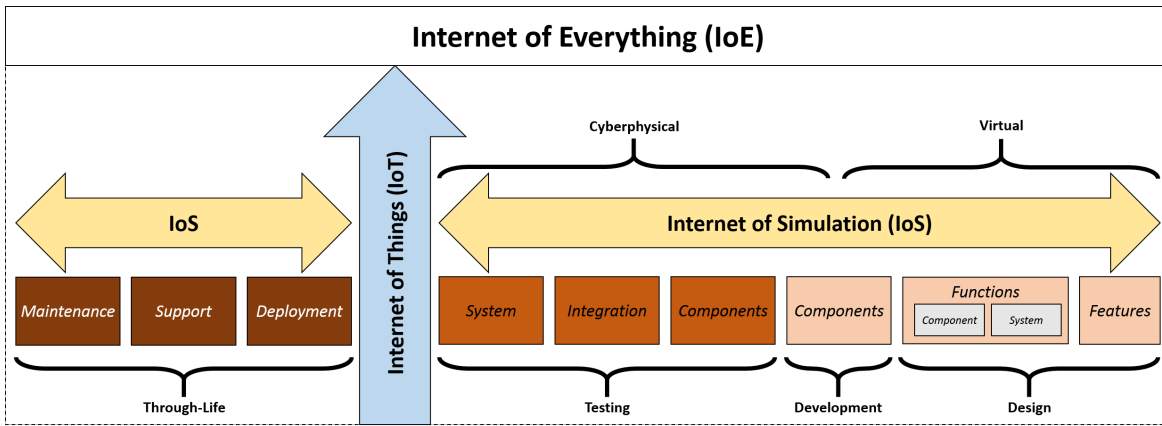 Internet of Everything (IoE)
Cyberphysical
Virtual
IoS
Internet of Things (IoT)
Internet of Simulation (IoS)
Maintenance
Support
Deployment
System
Integration
Components
Components
Functions
Component
System
Features
Through-Life
Testing
Development
Design